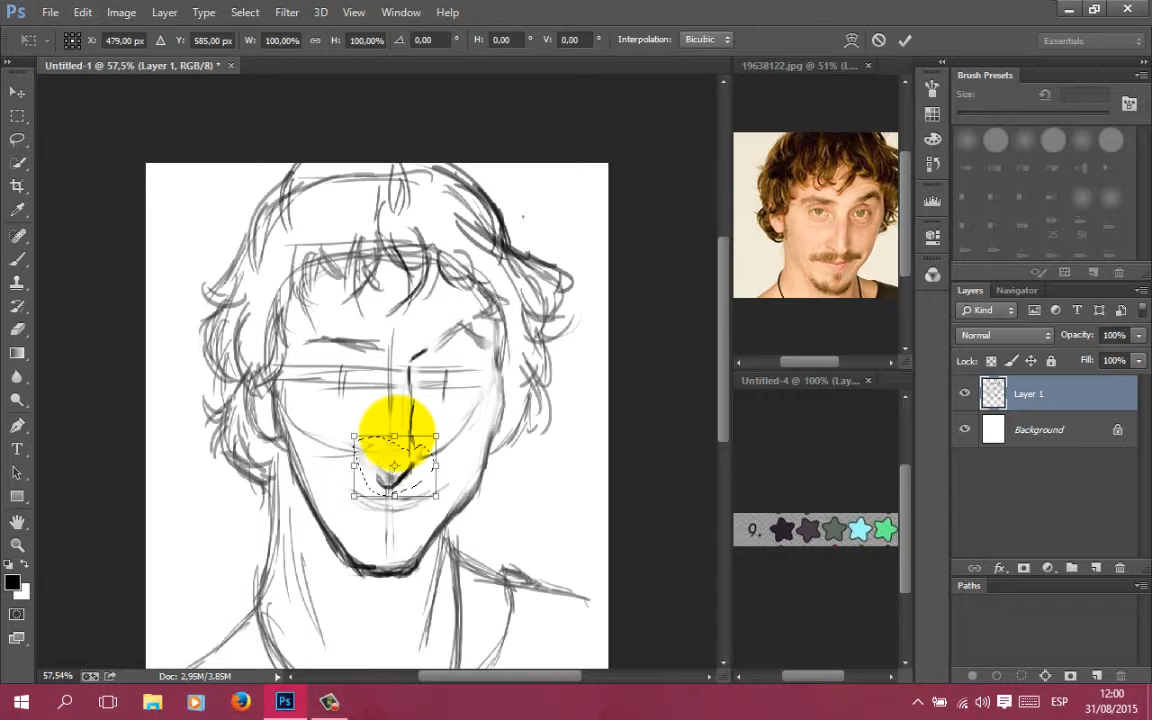 Ps File Edit Image Layer Type Select Filter 3D View Window Help
X: 479,00 px Y: 585,00 px W: 100,00% H: 100,00% 0,00 ° H: 0,00 ° V: 0,00 ° Interpolation: Bicubic Essentials
Untitled-1 @ 57,5% (Layer 1, RGB/8) * ×
19638122.jpg @ 51% (L... ×
Brush Presets
Size:
25 50
Layers Navigator
Kind
Normal Opacity: 100%
Lock: Fill: 100%
Layer 1
Background
Untitled-4 @ 100% (Lay... ×
9.
Paths
57,54% Doc: 2,95M/3,85M
Ps ESP 12:00
31/08/2015